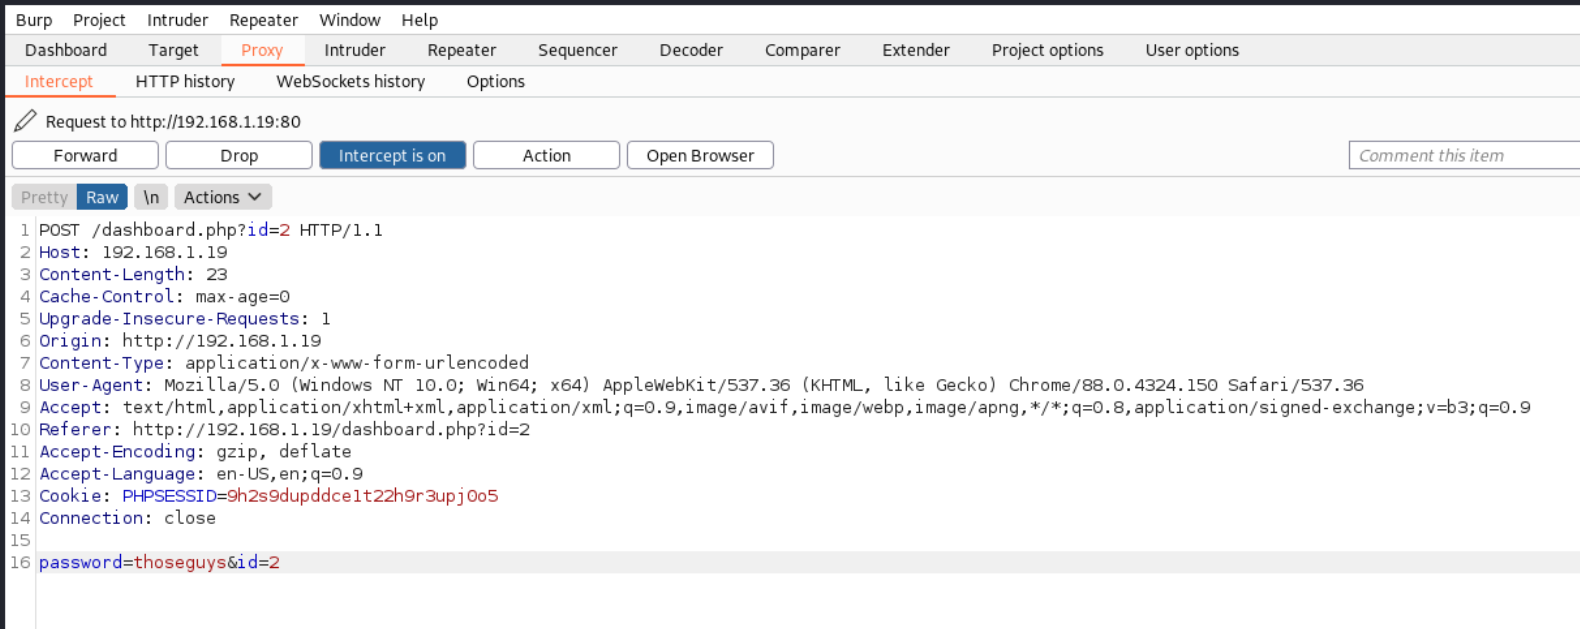 Burp Project Intruder Repeater Window Help
Dashboard Target Proxy Intruder Repeater Sequencer Decoder Comparer Extender Project options User options
Intercept HTTP history WebSockets history Options
Request to http://192.168.1.19:80
Forward Drop Intercept is on Action Open Browser Comment this item
Pretty Raw \n Actions
1 POST /dashboard.php?id=2 HTTP/1.1
2 Host: 192.168.1.19
3 Content-Length: 23
4 Cache-Control: max-age=0
5 Upgrade-Insecure-Requests: 1
6 Origin: http://192.168.1.19
7 Content-Type: application/x-www-form-urlencoded
8 User-Agent: Mozilla/5.0 (Windows NT 10.0; Win64; x64) AppleWebKit/537.36 (KHTML, like Gecko) Chrome/88.0.4324.150 Safari/537.36
9 Accept: text/html,application/xhtml+xml,application/xml;q=0.9,image/avif,image/webp,image/apng,*/*;q=0.8,application/signed-exchange;v=b3;q=0.9
10 Referer: http://192.168.1.19/dashboard.php?id=2
11 Accept-Encoding: gzip, deflate
12 Accept-Language: en-US,en;q=0.9
13 Cookie: PHPSESSID=9h2s9dupddce1t22h9r3upj0o5
14 Connection: close
15
16 password=thoseguys&id=2